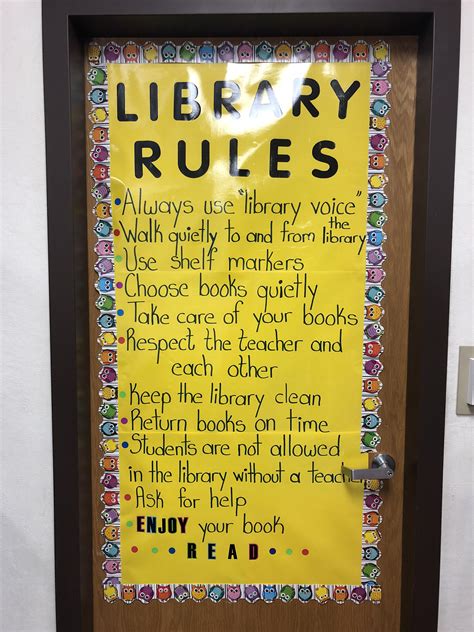 LIBRARY
RULES
Always use "library voice"
Walk quietly to and from the library
Use shelf markers
Choose books quietly
Take care of your books
Respect the teacher and
each other
Keep the library clean
Return books on time
Students are not allowed
in the library without a teacher
Ask for help
ENJOY your book
READ